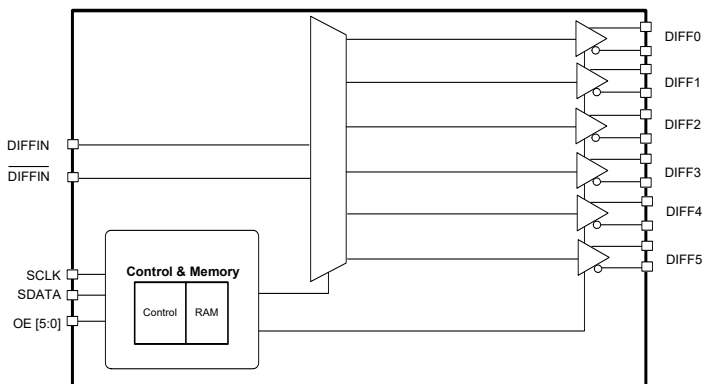 DIFF0
DIFF1
DIFF2
DIFFIN
DIFFIN
DIFF3
DIFF4
DIFF5
SCLK
SDATA
OE [5:0]
Control & Memory
Control
RAM